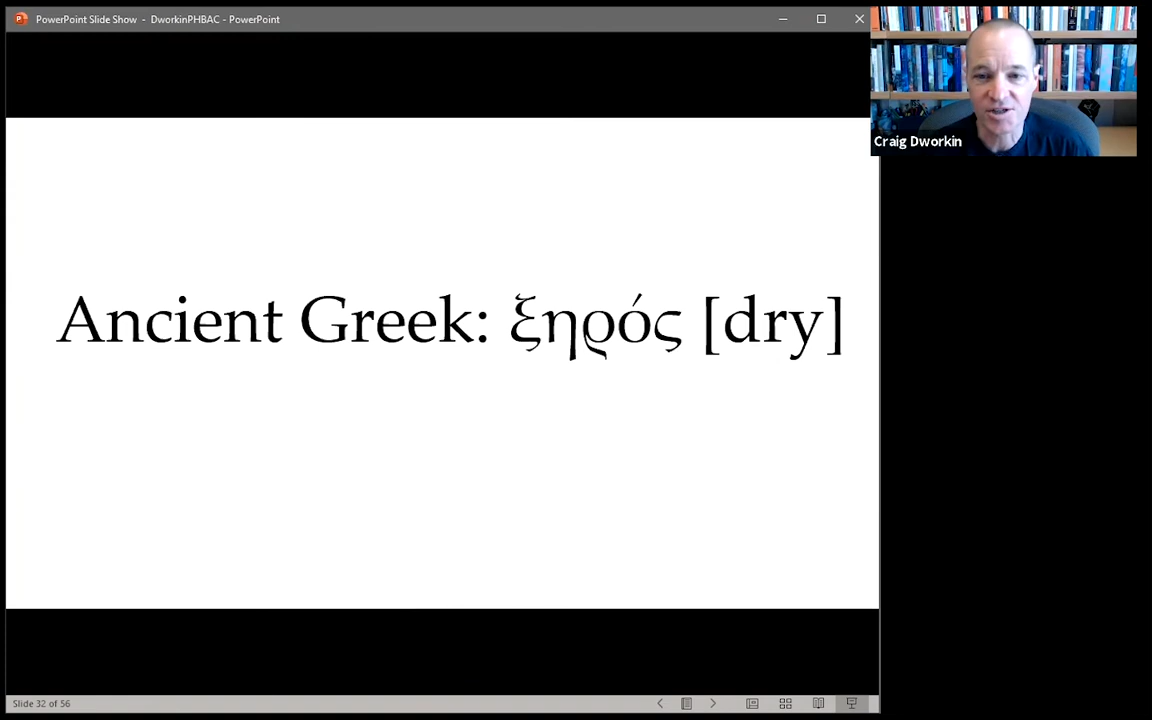 PowerPoint Slide Show - DworkinPHBAC - PowerPoint
Craig Dworkin
Ancient Greek: ξηρός [dry]
Slide 32 of 56